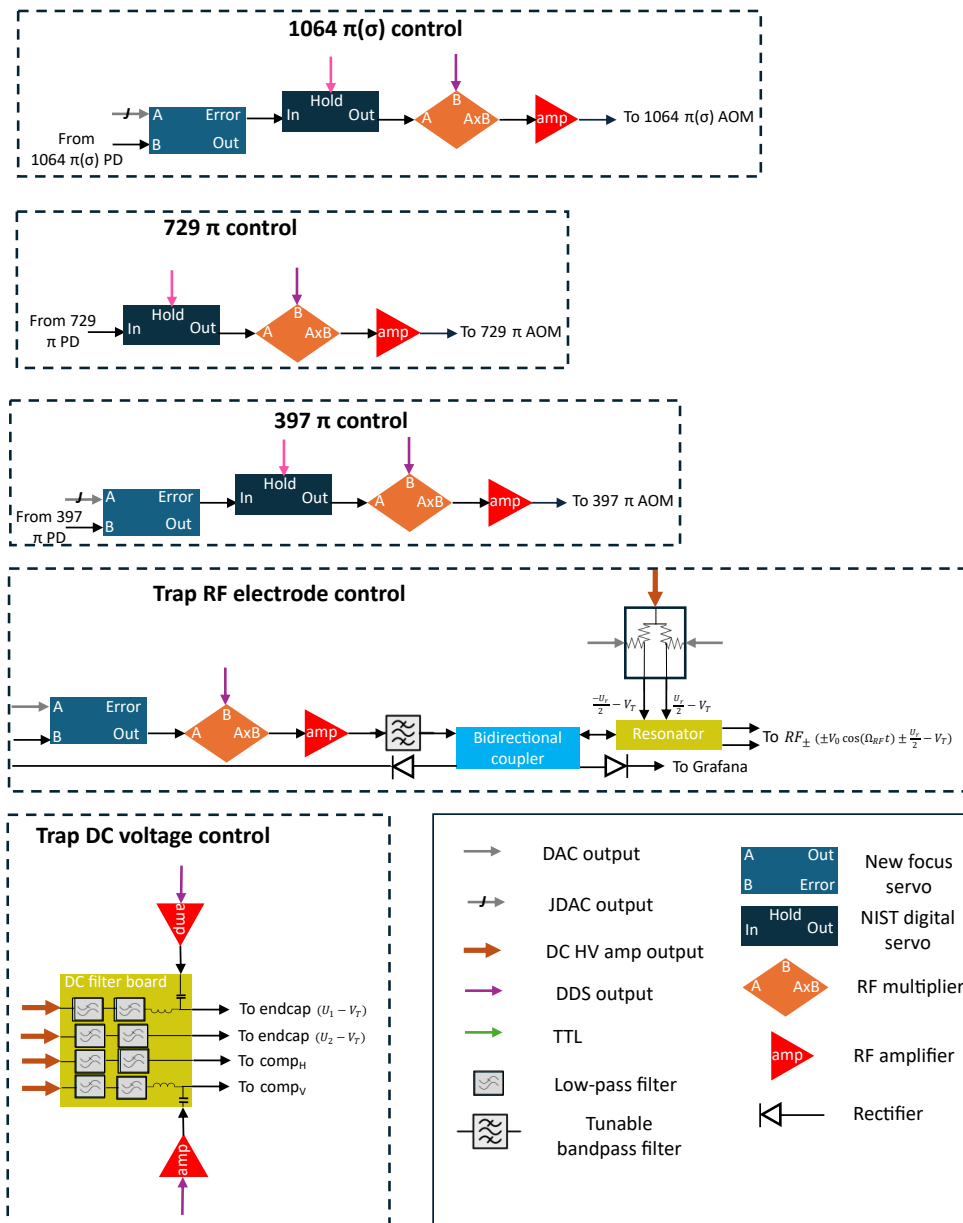 1064 π(σ) control
J
A
Error
B
Out
From
1064 π(σ) PD
Hold
In
Out
B
A
AxB
amp
To 1064 π(σ) AOM
729 π control
From 729
π PD
Hold
In
Out
B
A
AxB
amp
To 729 π AOM
397 π control
J
A
Error
B
Out
From 397
π PD
Hold
In
Out
B
A
AxB
amp
To 397 π AOM
Trap RF electrode control
A
Error
B
Out
B
A
AxB
amp
Bidirectional
coupler
-U_r/2 − V_T
U_r/2 − V_T
Resonator
To RF_± (±V_0 cos(Ω_RF t) ± U_r/2 − V_T)
To Grafana
Trap DC voltage control
amp
DC filter board
To endcap (U_1 − V_T)
To endcap (U_2 − V_T)
To comp_H
To comp_V
amp
DAC output
J
JDAC output
DC HV amp output
DDS output
TTL
Low-pass filter
Tunable
bandpass filter
A
Out
B
Error
New focus
servo
Hold
In
Out
NIST digital
servo
B
A
AxB
RF multiplier
amp
RF amplifier
Rectifier